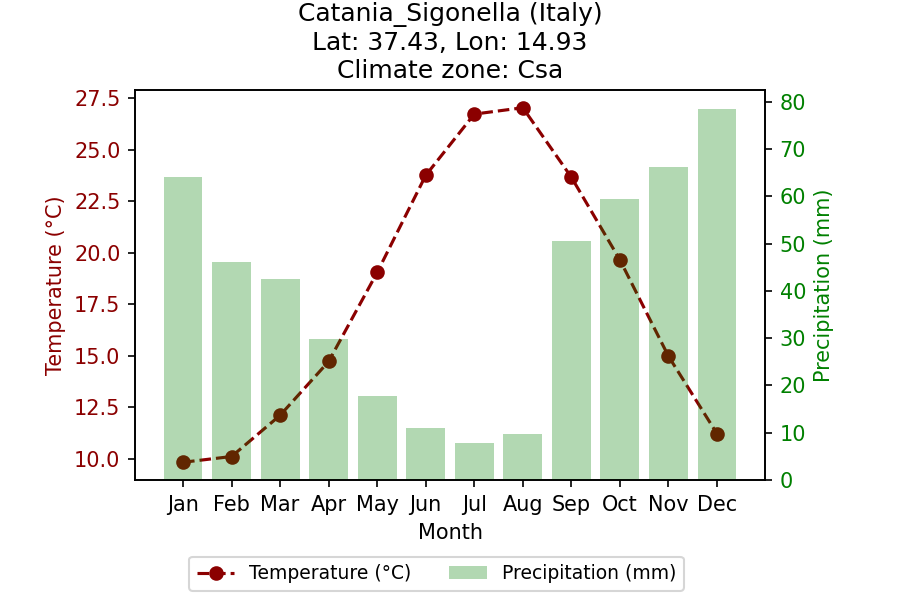 Catania_Sigonella (Italy)
Lat: 37.43, Lon: 14.93
Climate zone: Csa
27.5
25.0
22.5
20.0
17.5
15.0
12.5
10.0
Temperature (°C)
80
70
60
50
40
30
20
10
0
Precipitation (mm)
Jan Feb Mar Apr May Jun Jul Aug Sep Oct Nov Dec
Month
Temperature (°C) Precipitation (mm)